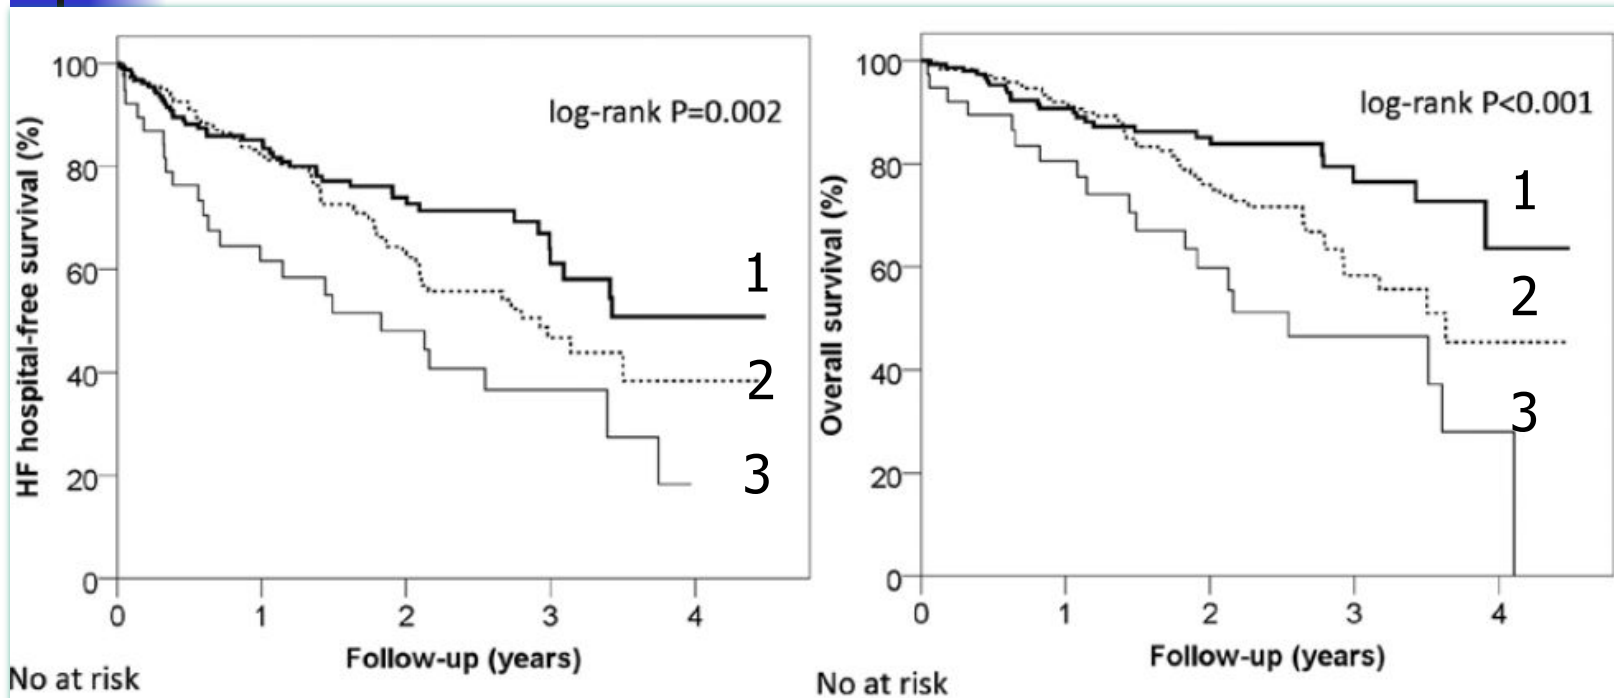 HF hospital-free survival (%)
100
80
60
40
20
0
log-rank P=0.002
1
2
3
0 1 2 3 4
Follow-up (years)
No at risk
Overall survival (%)
100
80
60
40
20
0
log-rank P<0.001
1
2
3
0 1 2 3 4
Follow-up (years)
No at risk